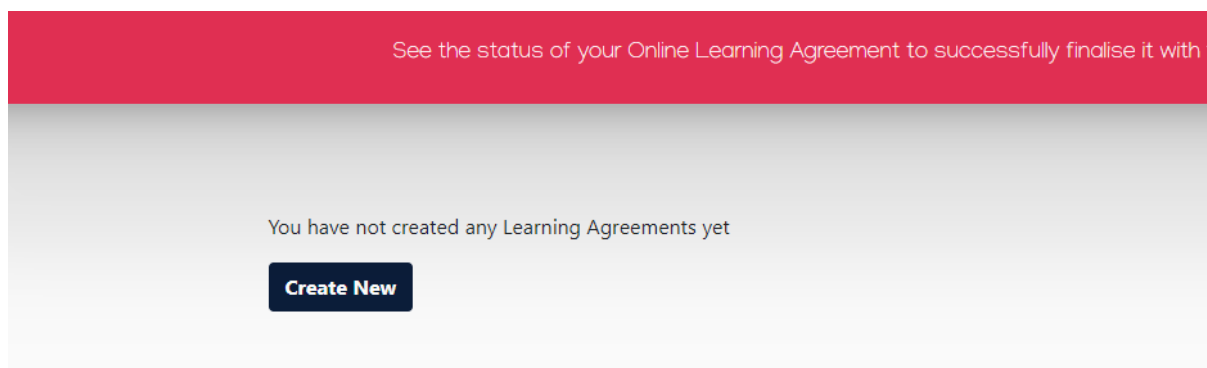 See the status of your Online Learning Agreement to successfully finalise it with
You have not created any Learning Agreements yet
Create New